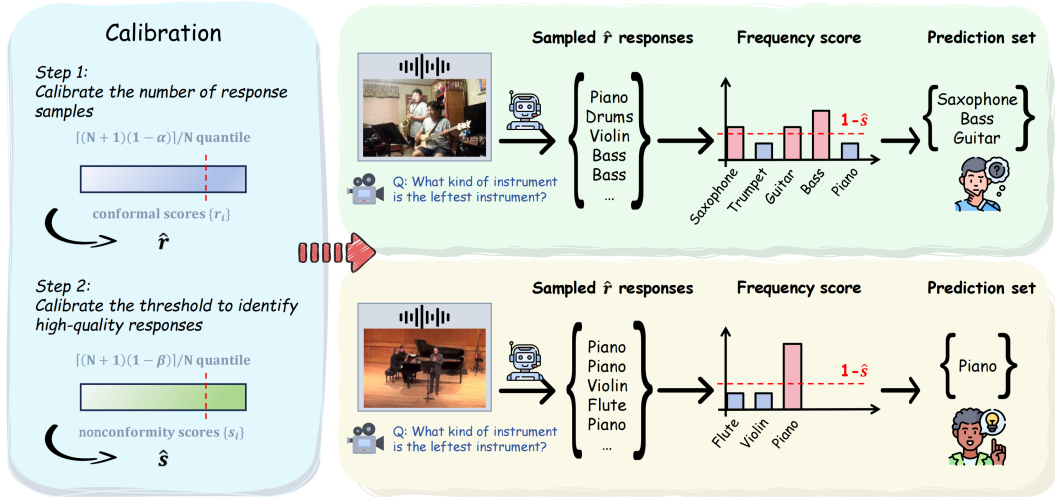 Calibration
Step 1:
Calibrate the number of response
samples
⌈(N + 1)(1 − α)⌉/N quantile
conformal scores {rᵢ}
r̂
Step 2:
Calibrate the threshold to identify
high-quality responses
⌈(N + 1)(1 − β)⌉/N quantile
nonconformity scores {sᵢ}
ŝ
Sampled r̂ responses
Frequency score
Prediction set
Piano
Drums
Violin
Bass
Bass
...
1-ŝ
Saxophone
Trumpet
Guitar
Bass
Piano
Saxophone
Bass
Guitar
?
Q: What kind of instrument
is the leftest instrument?
Sampled r̂ responses
Frequency score
Prediction set
Piano
Piano
Violin
Flute
Piano
...
1-ŝ
Flute
Violin
Piano
Piano
Q: What kind of instrument
is the leftest instrument?